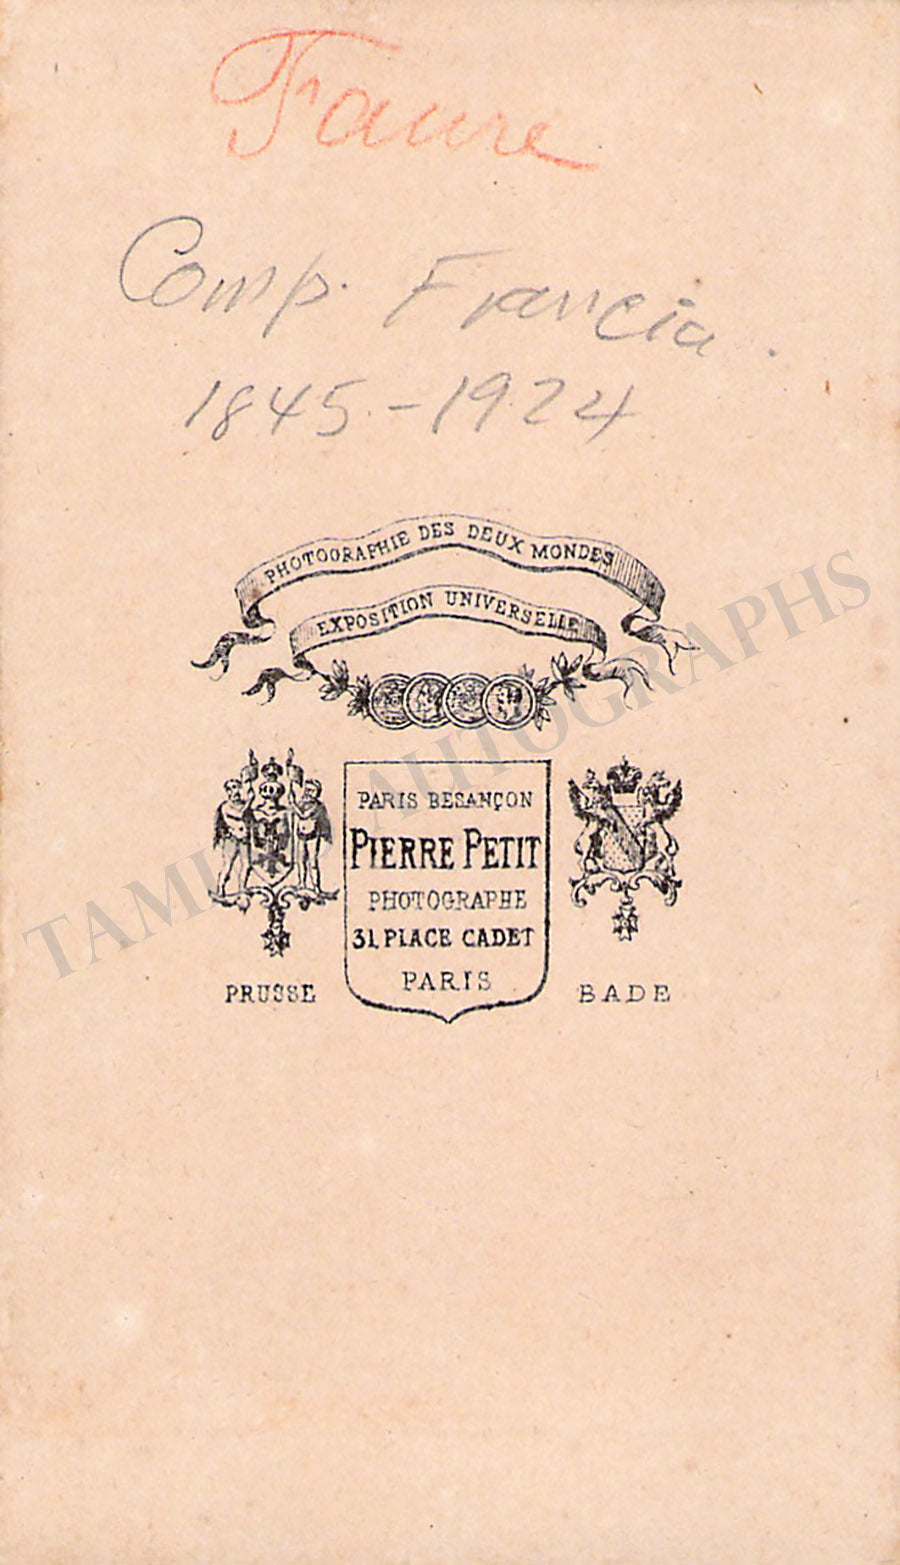 Faure
Comp. Francia.
1845-1924
PHOTOGRAPHIE DES DEUX MONDES
EXPOSITION UNIVERSELLE
PARIS BESANÇON
PIERRE PETIT
PHOTOGRAPHE
31, PLACE CADET
PARIS
PRUSSE
BADE
TAMINO AUTOGRAPHS